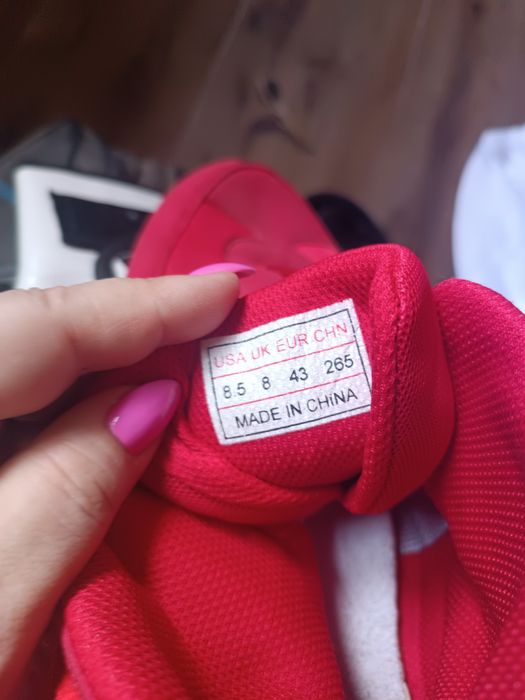 USA UK EUR CHN
8.5 8 43 265
MADE IN CHiNA